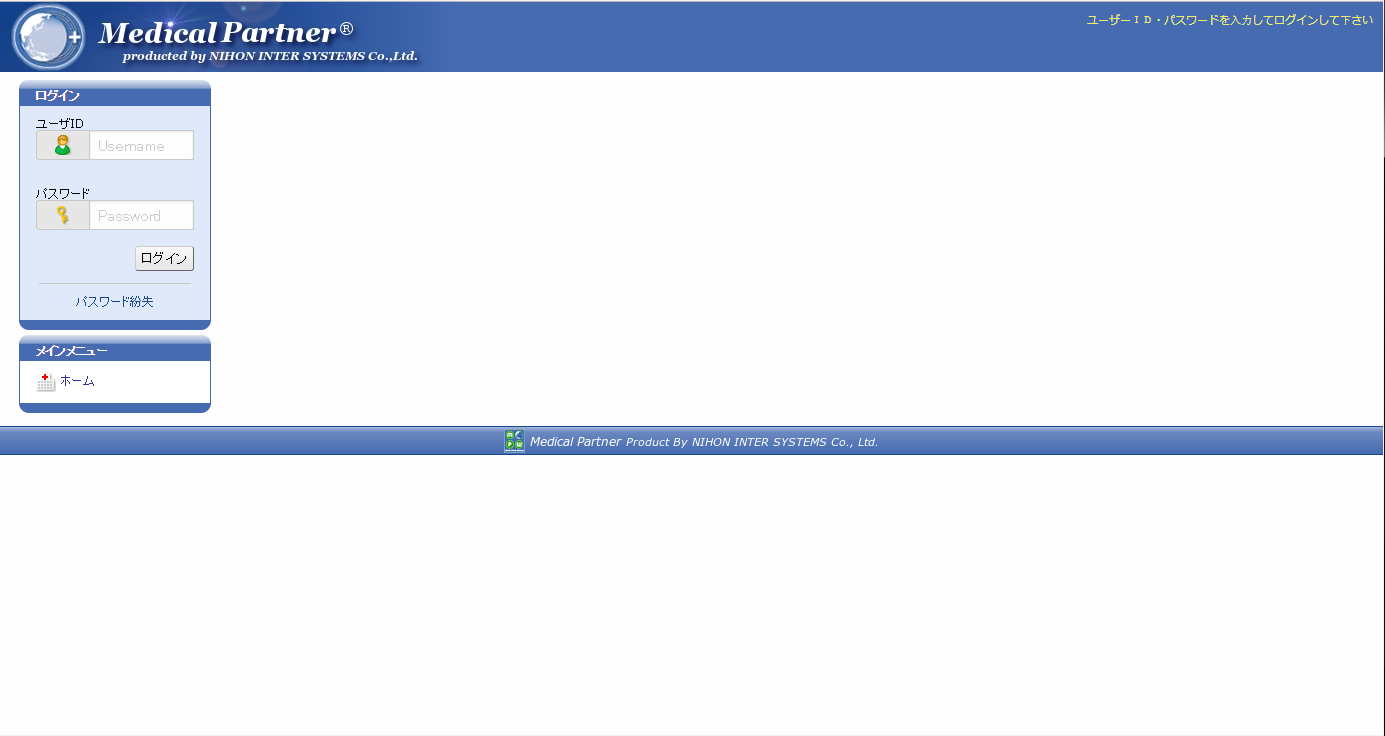 Medical Partner®
producted by NIHON INTER SYSTEMS Co.,Ltd.
ユーザーＩＤ・パスワードを入力してログインして下さい
ログイン
ユーザID
Username
パスワード
Password
ログイン
パスワード紛失
メインメニュー
ホーム
Medical Partner Product By NIHON INTER SYSTEMS Co., Ltd.